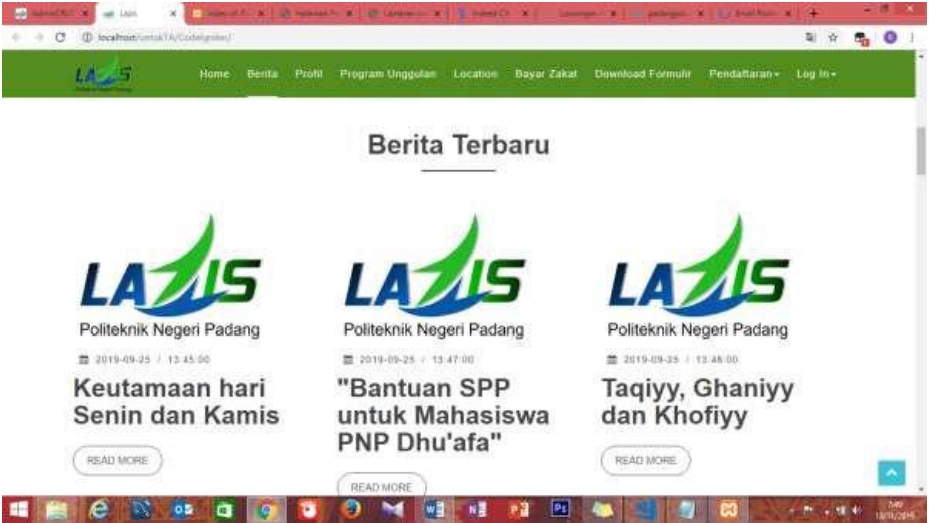 AdminCRUD
Lazis
localhost/untukTA/CodeIgniter/
LAZIS
Home Berita Profil Program Unggulan Location Bayar Zakat Download Formulir Pendaftaran Log In
Berita Terbaru
LAZIS LAZIS LAZIS
Politeknik Negeri Padang Politeknik Negeri Padang Politeknik Negeri Padang
2019-09-25 / 13:45:00 2019-09-25 / 13:47:00 2019-09-25 / 13:48:00
Keutamaan hari
Senin dan Kamis
READ MORE
"Bantuan SPP
untuk Mahasiswa
PNP Dhu'afa"
READ MORE
Taqiyy, Ghaniyy
dan Khofiyy
READ MORE